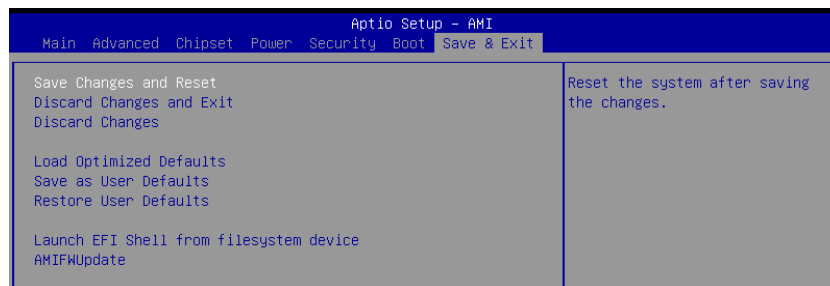 Aptio Setup – AMI
Main Advanced Chipset Power Security Boot Save & Exit
Save Changes and Reset
Discard Changes and Exit
Discard Changes
Load Optimized Defaults
Save as User Defaults
Restore User Defaults
Launch EFI Shell from filesystem device
AMIFWUpdate
Reset the system after saving
the changes.